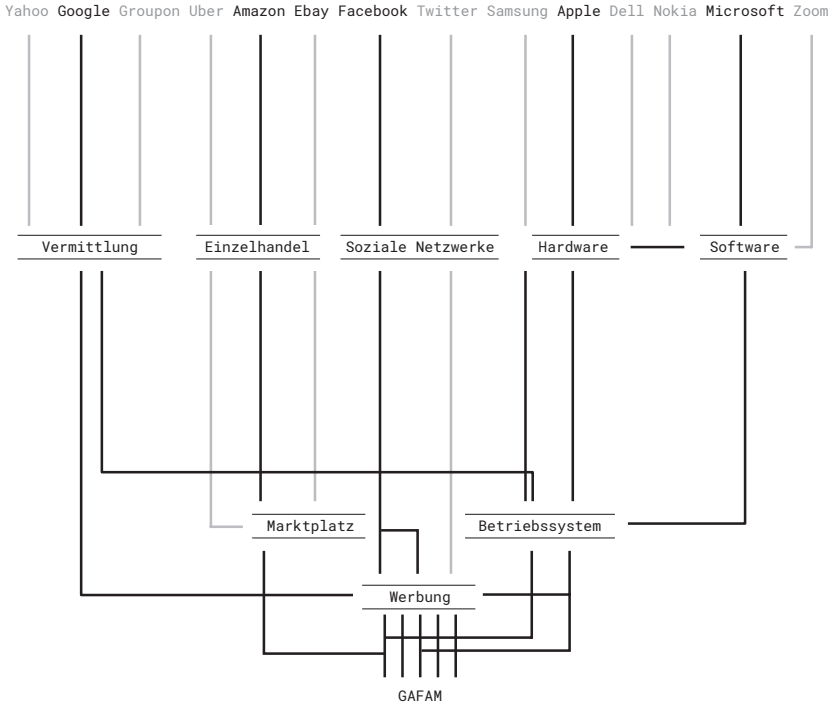 Yahoo Google Groupon Uber Amazon Ebay Facebook Twitter Samsung Apple Dell Nokia Microsoft Zoom
Vermittlung Einzelhandel Soziale Netzwerke Hardware Software
Marktplatz Betriebssystem
Werbung
GAFAM